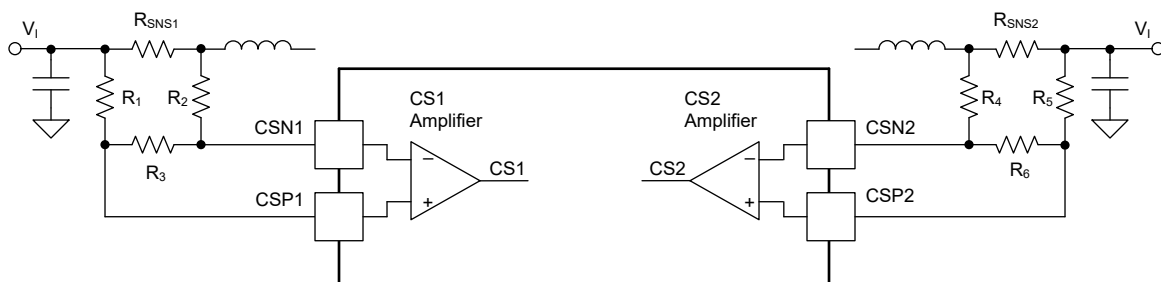 V_I
R_SNS1
R_SNS2
V_I
R_1
R_2
R_3
CSN1
CSP1
CS1
Amplifier
−
+
CS1
CS2
Amplifier
−
+
CS2
CSN2
CSP2
R_4
R_5
R_6